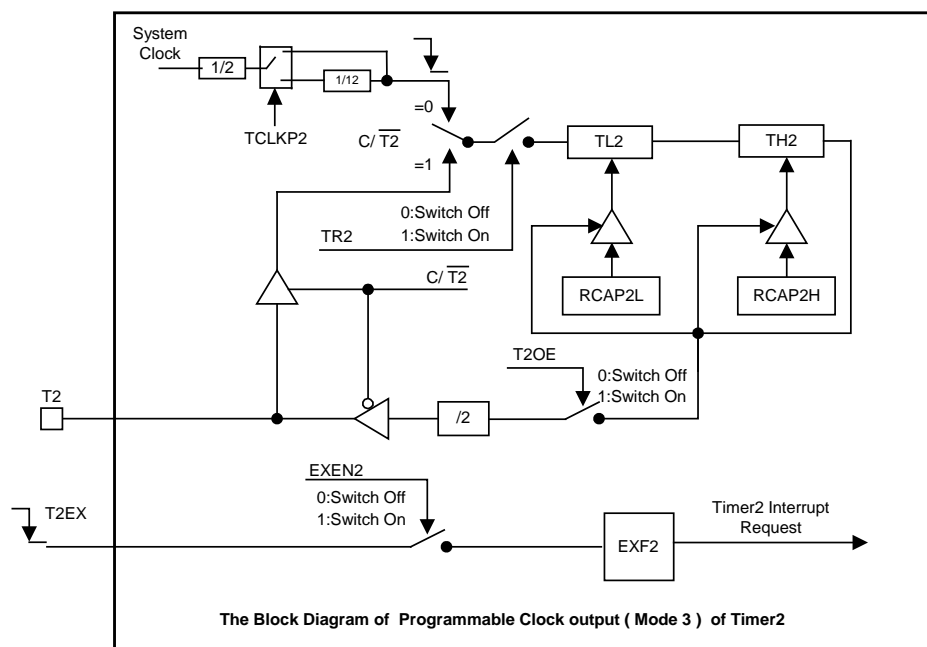 System
Clock
1/2
1/12
TCLKP2
=0
C/ T2
=1
TL2
TH2
0:Switch Off
1:Switch On
TR2
RCAP2L
RCAP2H
C/ T2
T2OE
0:Switch Off
1:Switch On
T2
/2
EXEN2
0:Switch Off
1:Switch On
T2EX
EXF2
Timer2 Interrupt
Request
The Block Diagram of Programmable Clock output ( Mode 3 ) of Timer2